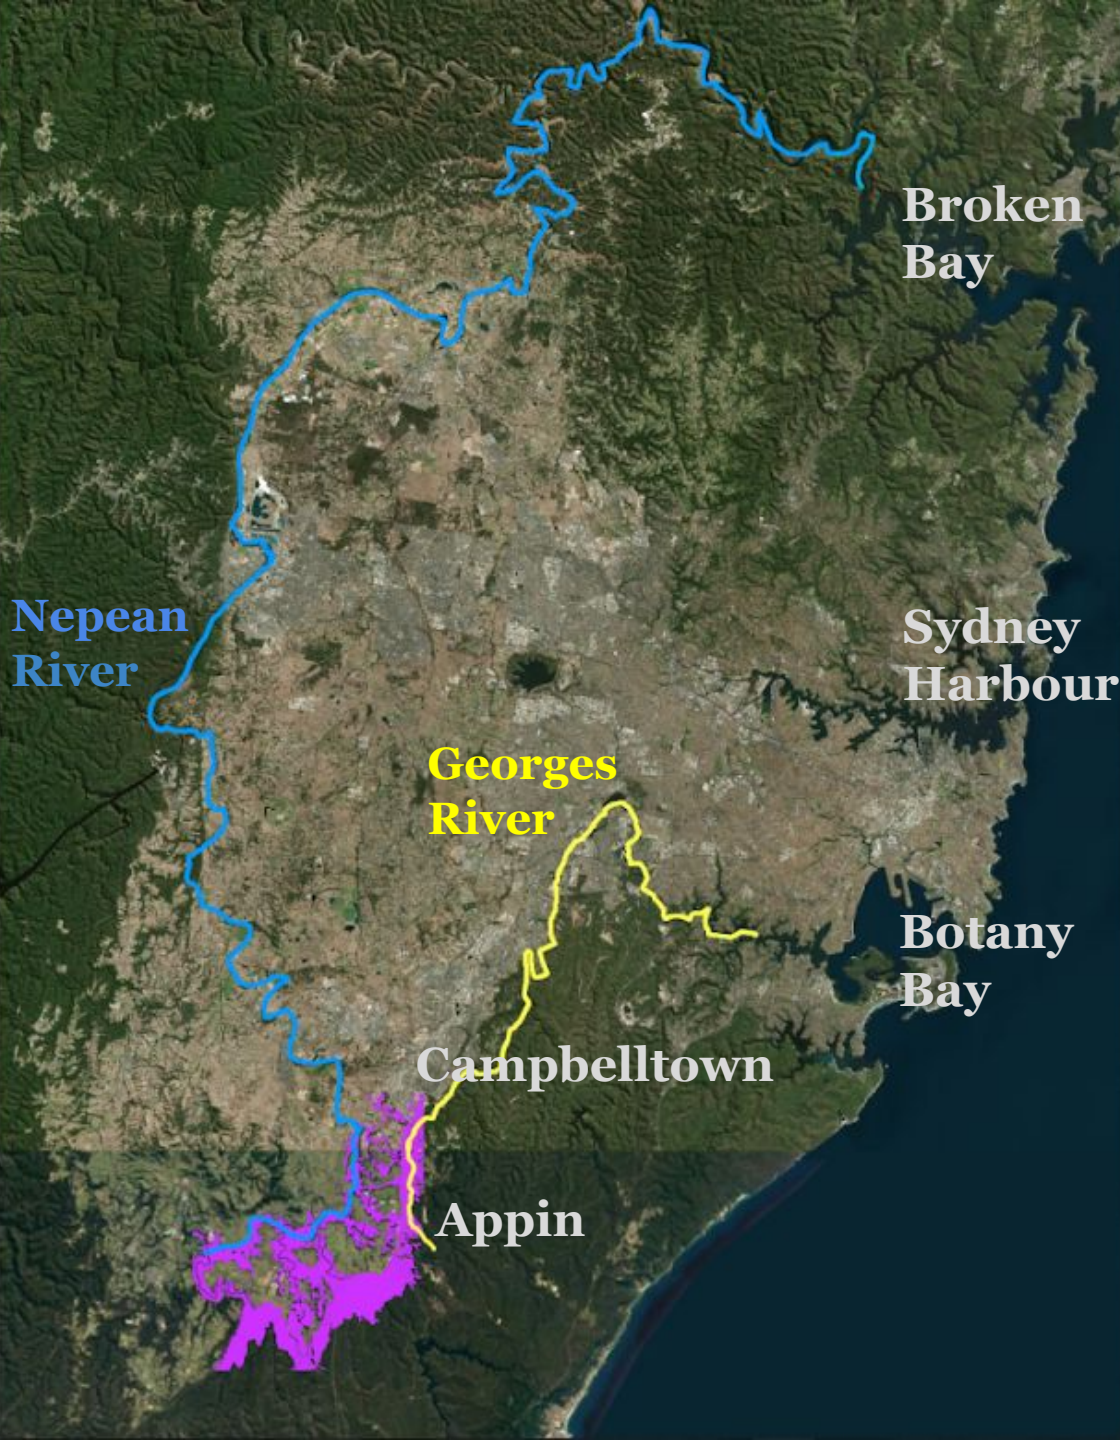 Broken
Bay
Nepean
River
Sydney
Harbour
Georges
River
Botany
Bay
Campbelltown
Appin